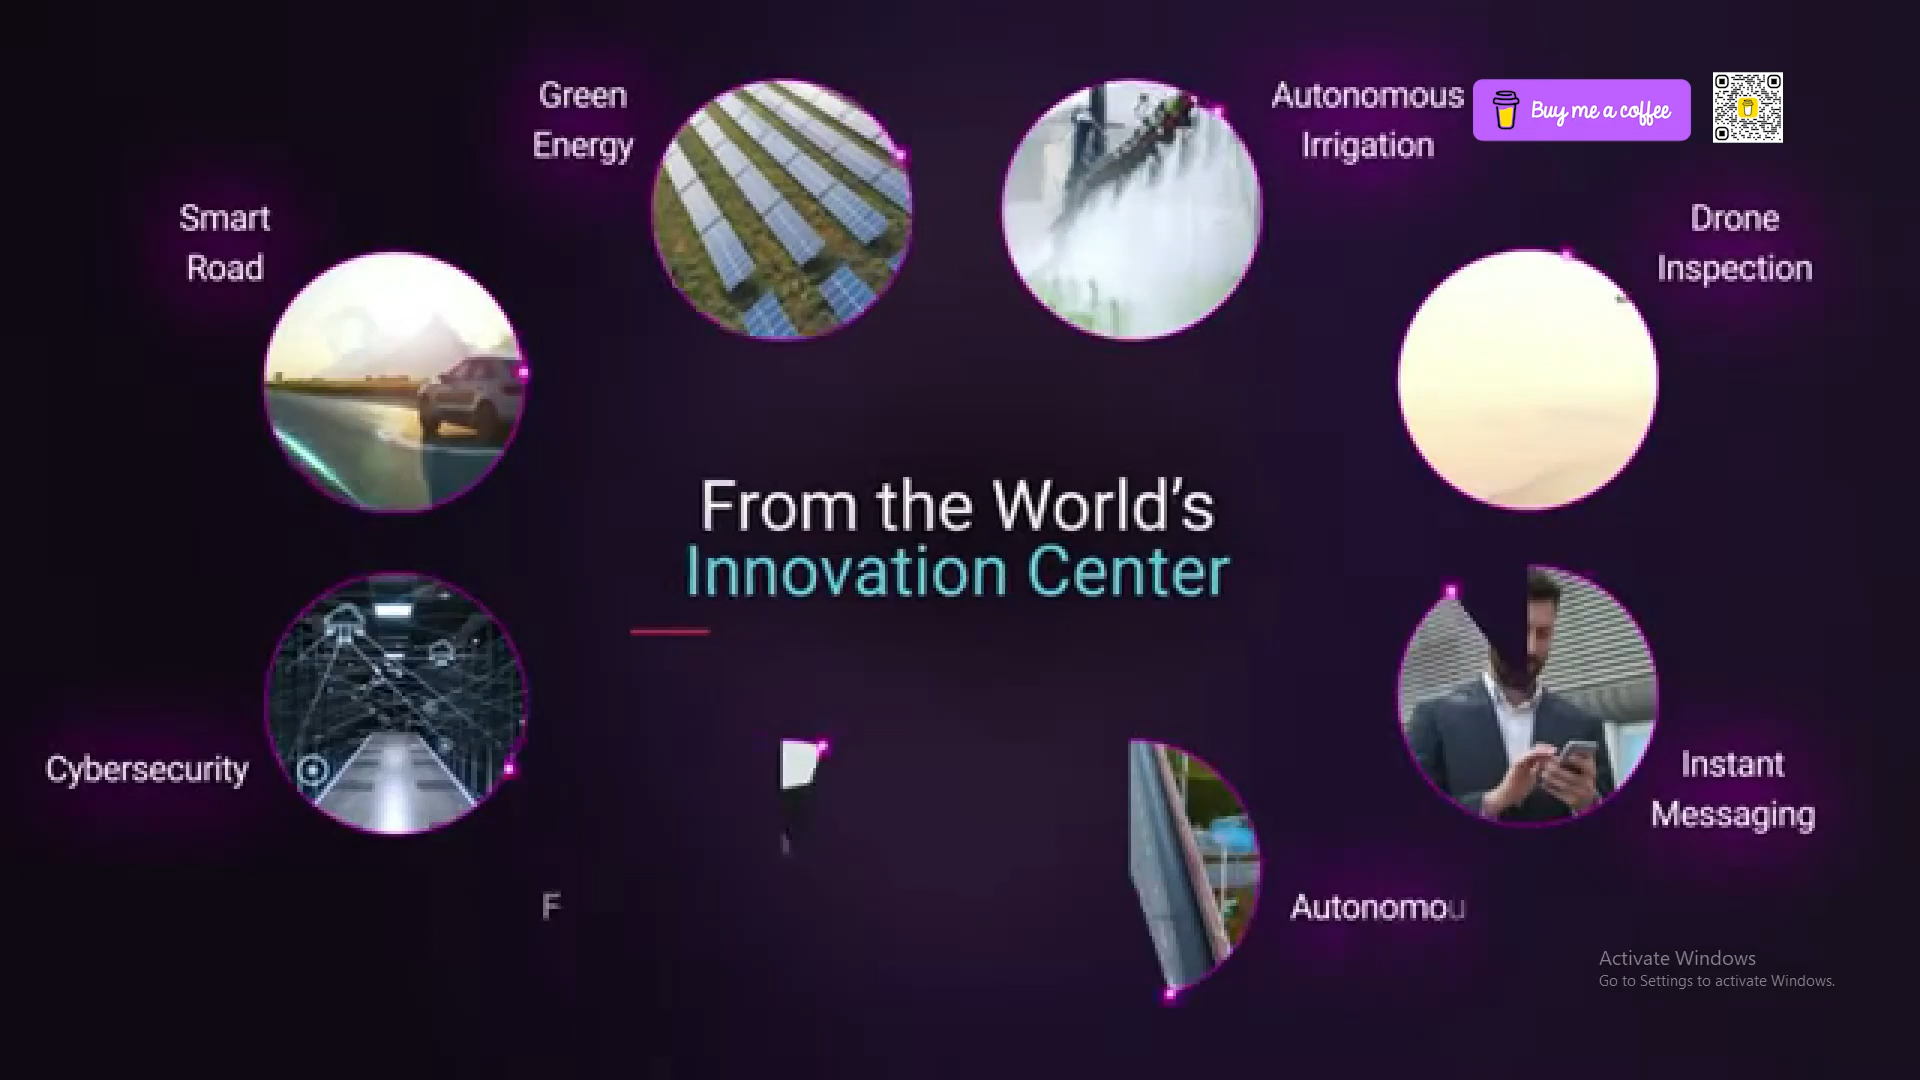 Green
Energy
Autonomous
Irrigation
Buy me a coffee
Smart
Road
Drone
Inspection
From the World's
Innovation Center
Cybersecurity
Instant
Messaging
F
Autonomou
Activate Windows
Go to Settings to activate Windows.